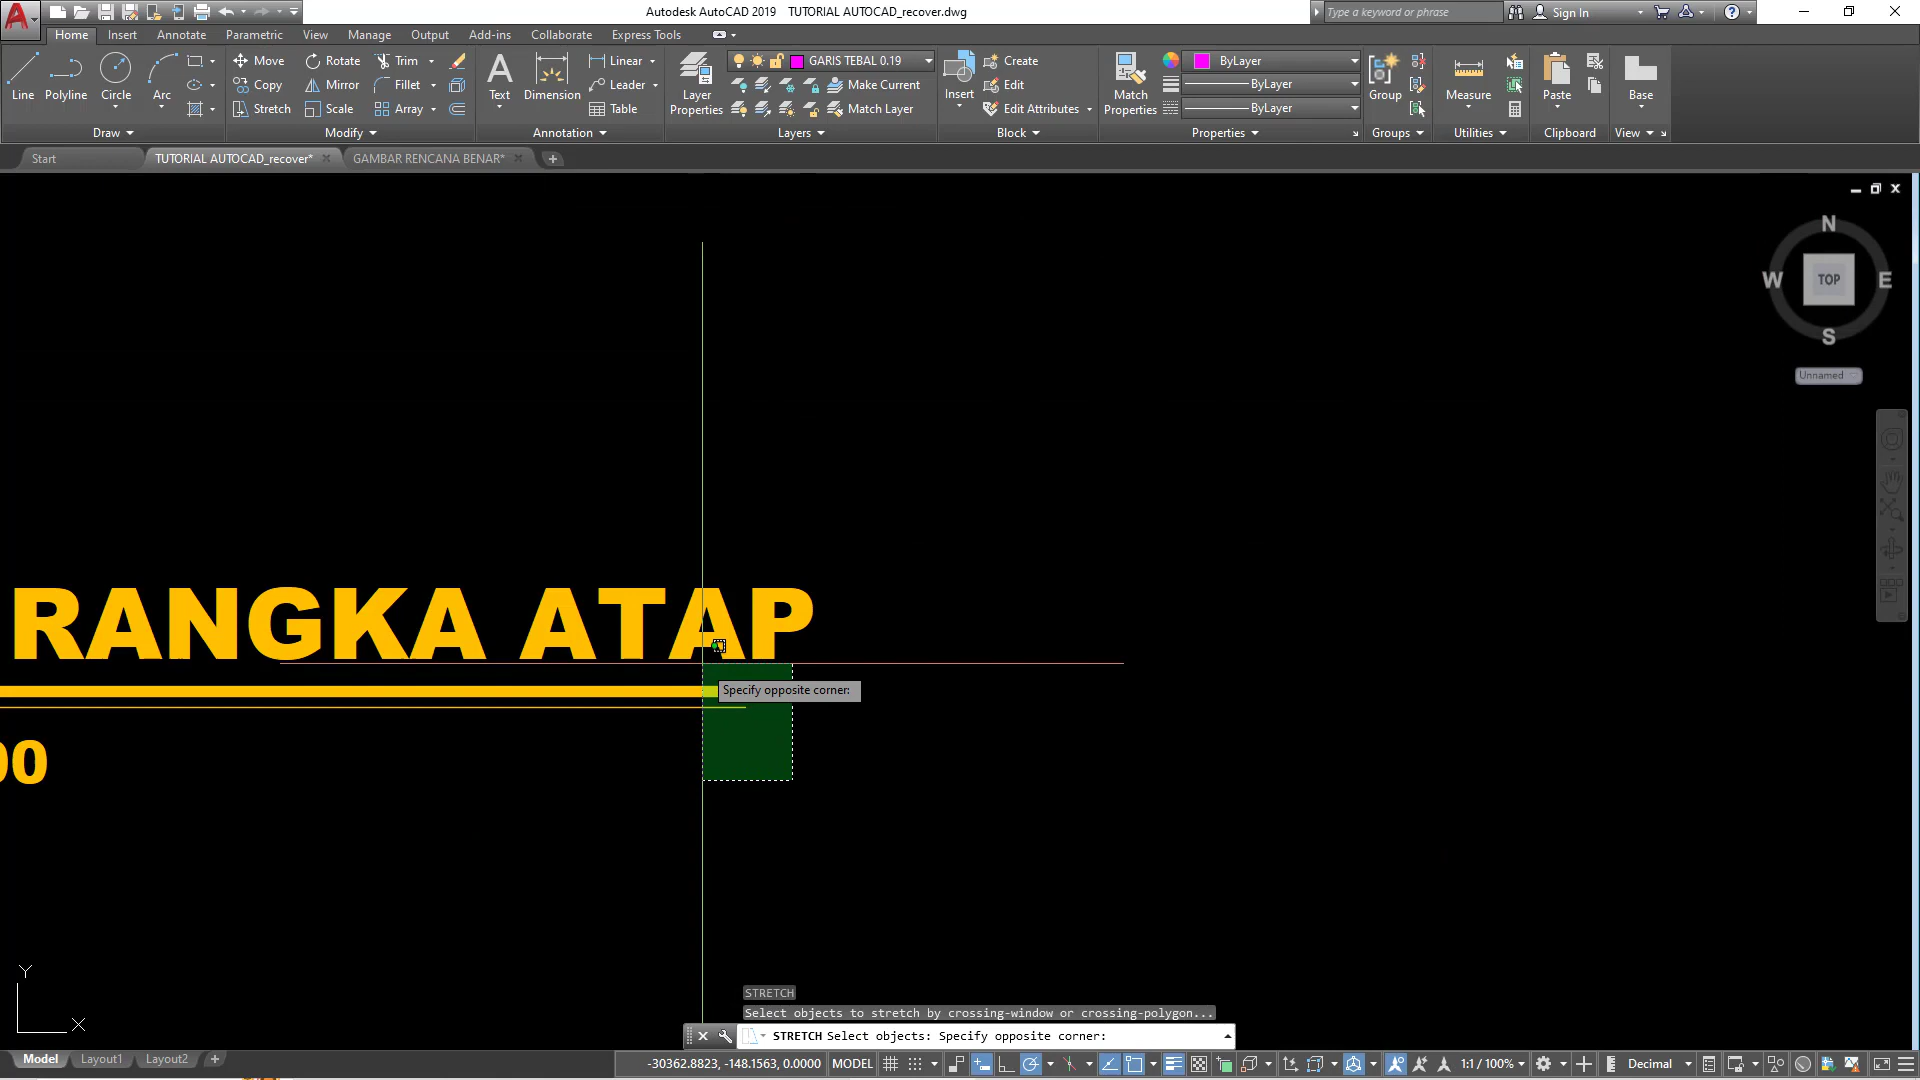 Autodesk AutoCAD 2019 TUTORIAL AUTOCAD_recover.dwg
Type a keyword or phrase
Sign In
Home Insert Annotate Parametric View Manage Output Add-ins Collaborate Express Tools
Line Polyline Circle Arc
Move Rotate Trim
Copy Mirror Fillet
Stretch Scale Array
Text Dimension
Linear
Leader
Table
Layer Properties
GARIS TEBAL 0.19
Make Current
Match Layer
Insert
Create
Edit
Edit Attributes
Match Properties
ByLayer
ByLayer
ByLayer
Group
Measure
Paste
Base
Draw Modify Annotation Layers Block Properties Groups Utilities Clipboard View
Start TUTORIAL AUTOCAD_recover* GAMBAR RENCANA BENAR*
N
W TOP E
S
Unnamed
RANGKA ATAP
Specify opposite corner:
00
Y
X
STRETCH
Select objects to stretch by crossing-window or crossing-polygon...
STRETCH Select objects: Specify opposite corner:
Model Layout1 Layout2
-30362.8823, -148.1563, 0.0000 MODEL
1:1 / 100%
Decimal